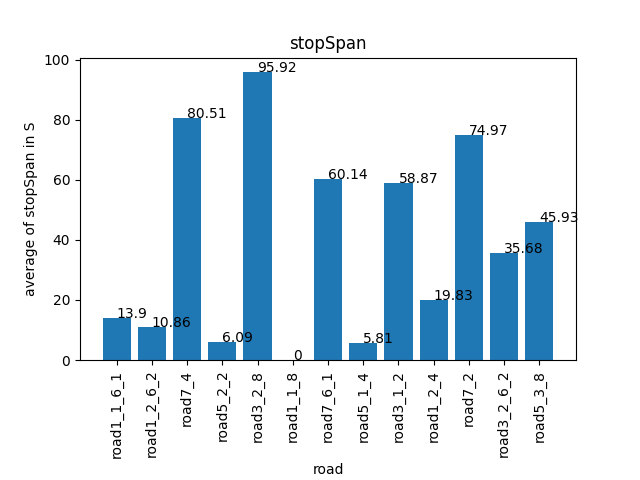 stopSpan
average of stopSpan in S
100
80
60
40
20
0
13.9
10.86
80.51
6.09
95.92
0
60.14
5.81
58.87
19.83
74.97
35.68
45.93
road1_1_6_1
road1_2_6_2
road7_4
road5_2_2
road3_2_8
road1_1_8
road7_6_1
road5_1_4
road3_1_2
road1_2_4
road7_2
road3_2_6_2
road5_3_8
road